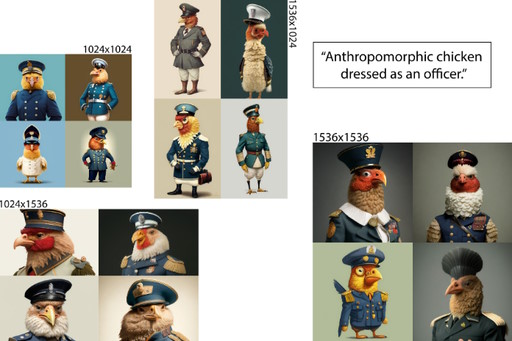 1024x1024
1536x1024
“Anthropomorphic chicken
dressed as an officer.”
1536x1536
1024x1536